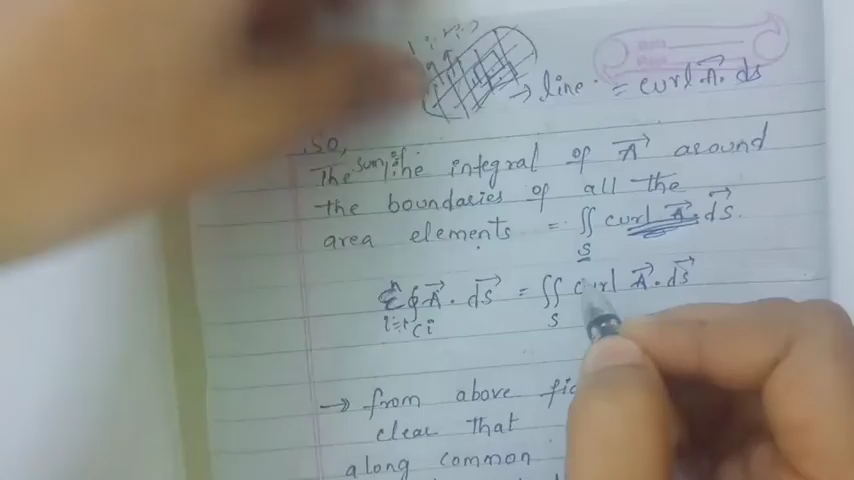 → line = curl A⃗. ds
So,
The sum of the integral of A⃗ around
the boundaries of all the
area elements = ∬ curl A⃗. ds⃗.
S
Σ ∮ A⃗. ds⃗ = ∬ curl A⃗. ds⃗
i=1 Ci S
→ from above
clear that
along common